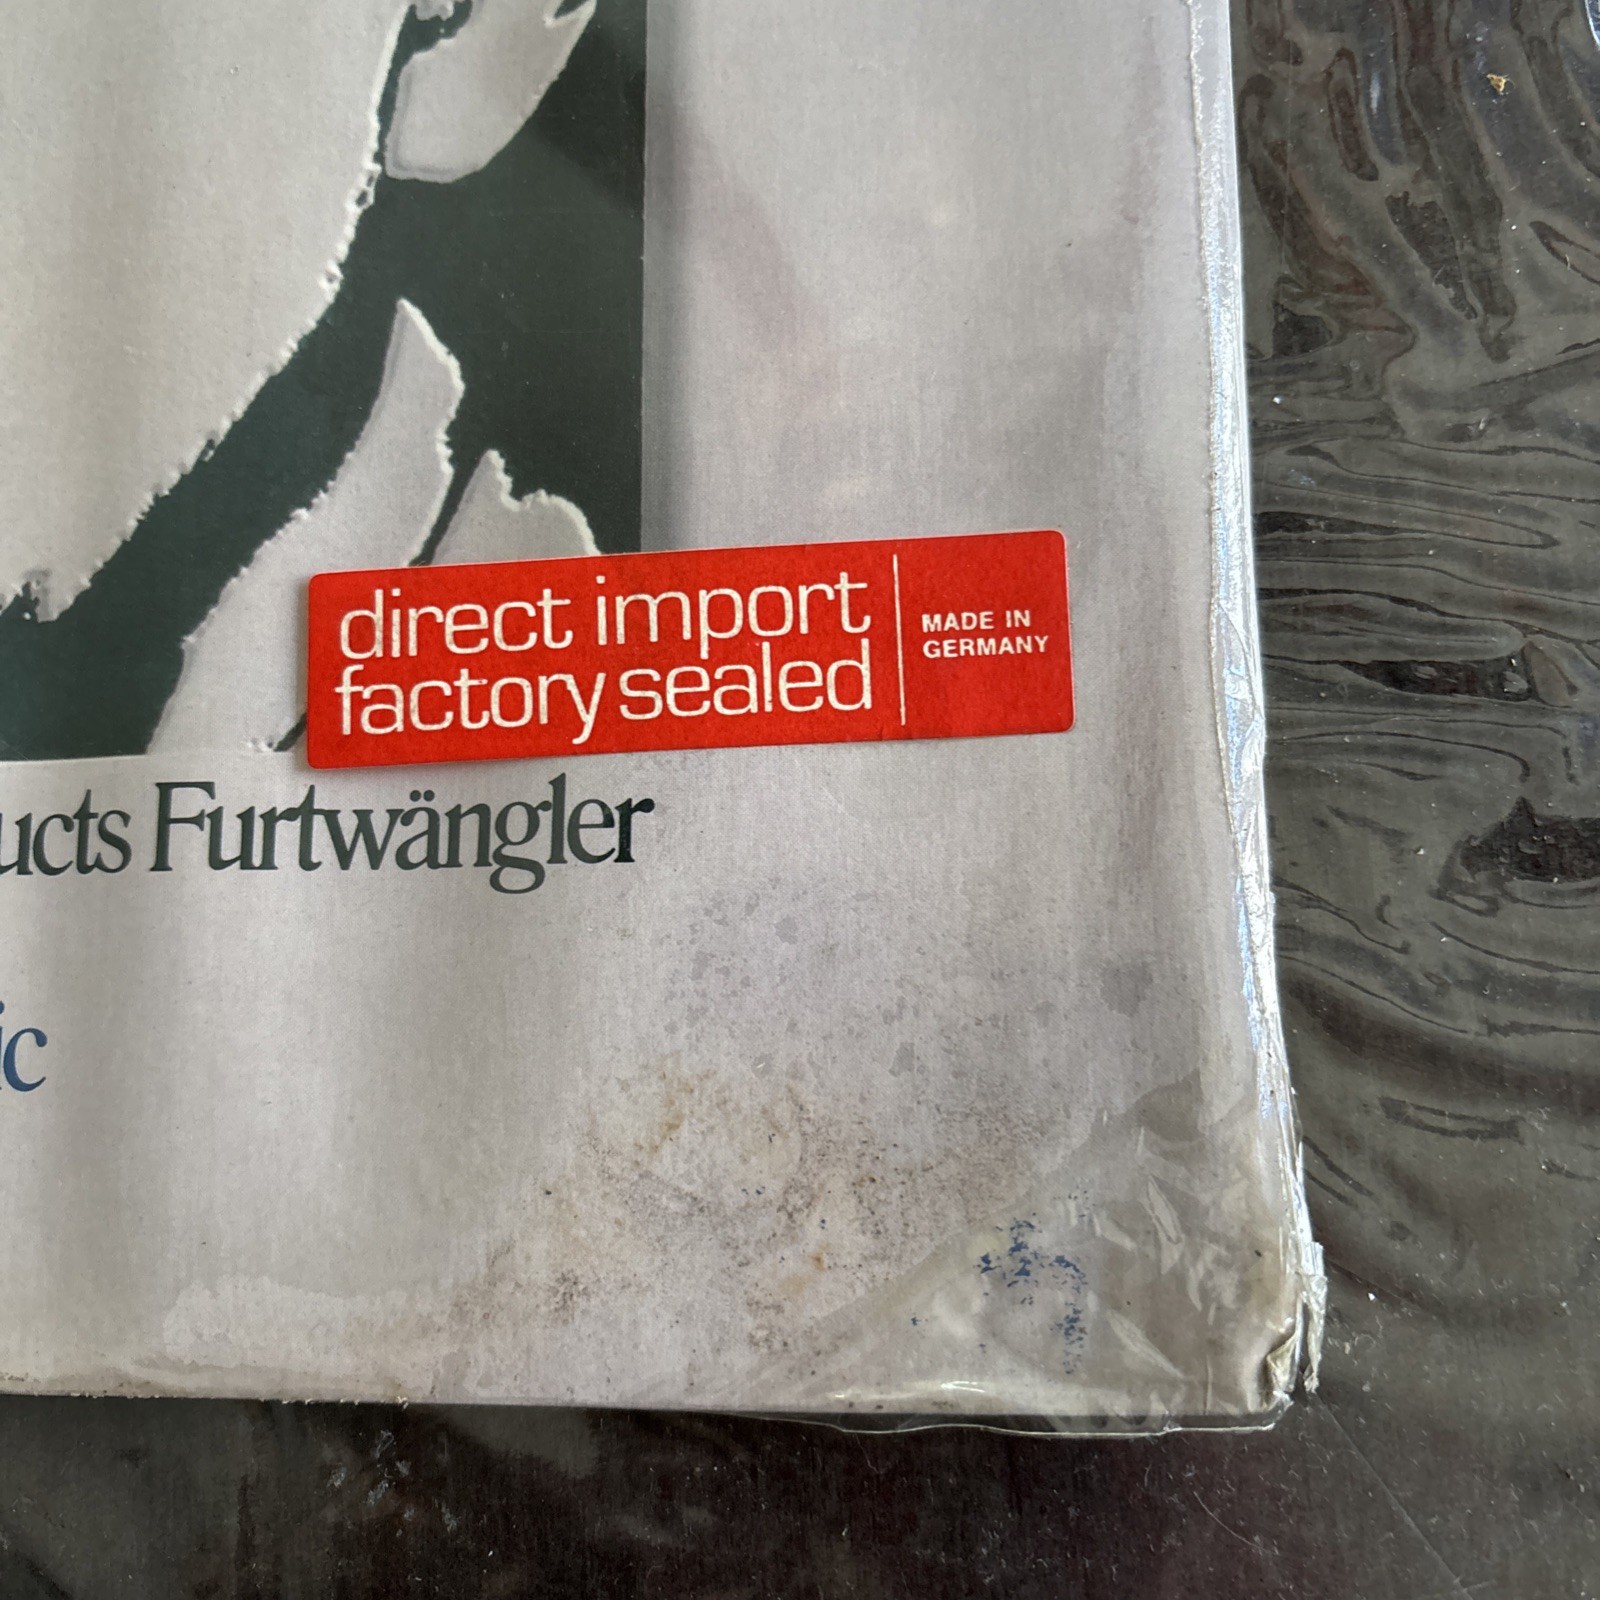 direct import
factory sealed
MADE IN
GERMANY
ucts Furtwängler
ic